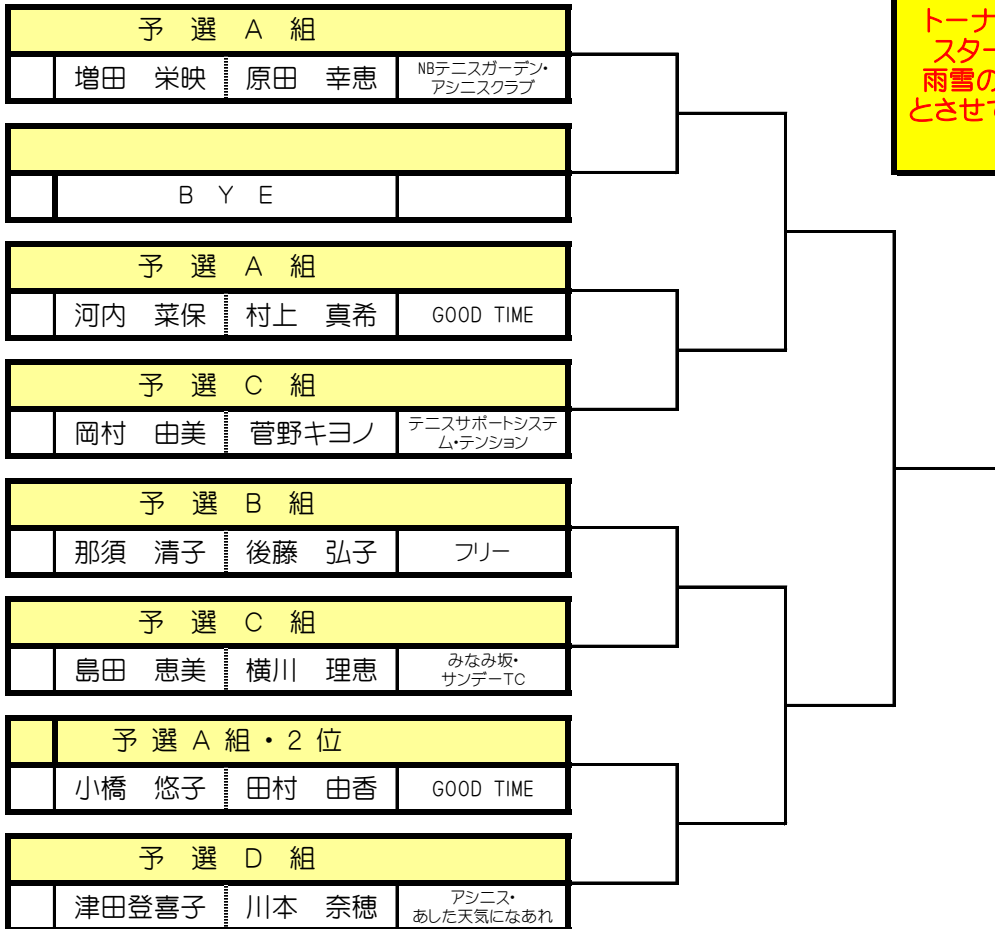 予 選 A 組
増田 栄映 原田 幸恵 NBテニスガーデン・
アシニスクラブ
B Y E
予 選 A 組
河内 菜保 村上 真希 GOOD TIME
予 選 C 組
岡村 由美 菅野キヨノ テニスサポートシステ
ム・テンション
予 選 B 組
那須 清子 後藤 弘子 フリー
予 選 C 組
島田 恵美 横川 理恵 みなみ坂・
サンデーTC
予 選 A 組・2 位
小橋 悠子 田村 由香 GOOD TIME
予 選 D 組
津田登喜子 川本 奈穂 アシニス・
あした天気になあれ
トーナ
スター
雨雪の
とさせ